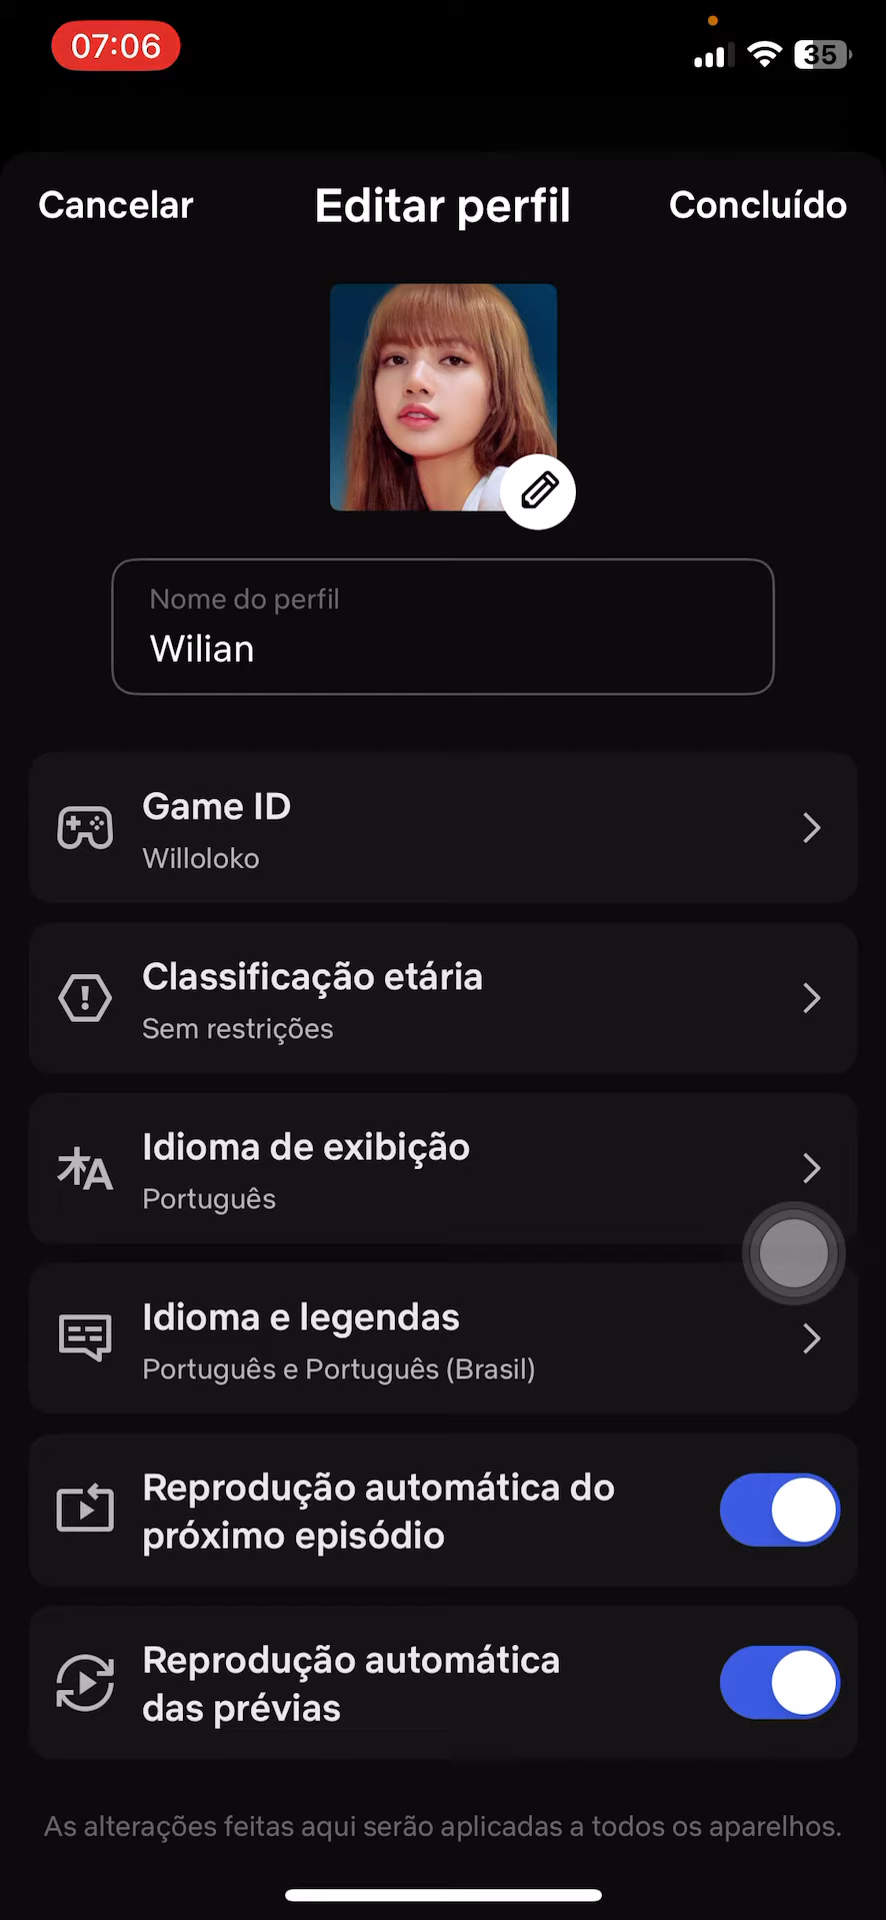 07:06
35
Cancelar
Editar perfil
Concluído
Nome do perfil
Wilian
Game ID
Willoloko
Classificação etária
Sem restrições
Idioma de exibição
Português
Idioma e legendas
Português e Português (Brasil)
Reprodução automática do
próximo episódio
Reprodução automática
das prévias
As alterações feitas aqui serão aplicadas a todos os aparelhos.